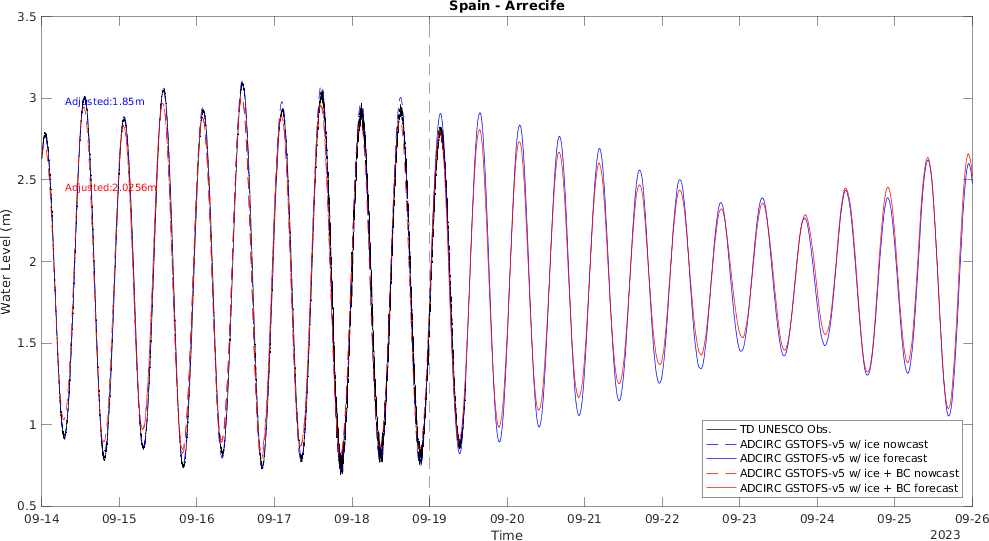 Spain - Arrecife
3.5
3
2.5
2
1.5
1
0.5
Water Level (m)
Adjusted:1.85m
Adjusted:2.0256m
TD UNESCO Obs.
ADCIRC GSTOFS-v5 w/ ice nowcast
ADCIRC GSTOFS-v5 w/ ice forecast
ADCIRC GSTOFS-v5 w/ ice + BC nowcast
ADCIRC GSTOFS-v5 w/ ice + BC forecast
09-14 09-15 09-16 09-17 09-18 09-19 09-20 09-21 09-22 09-23 09-24 09-25 09-26
Time
2023